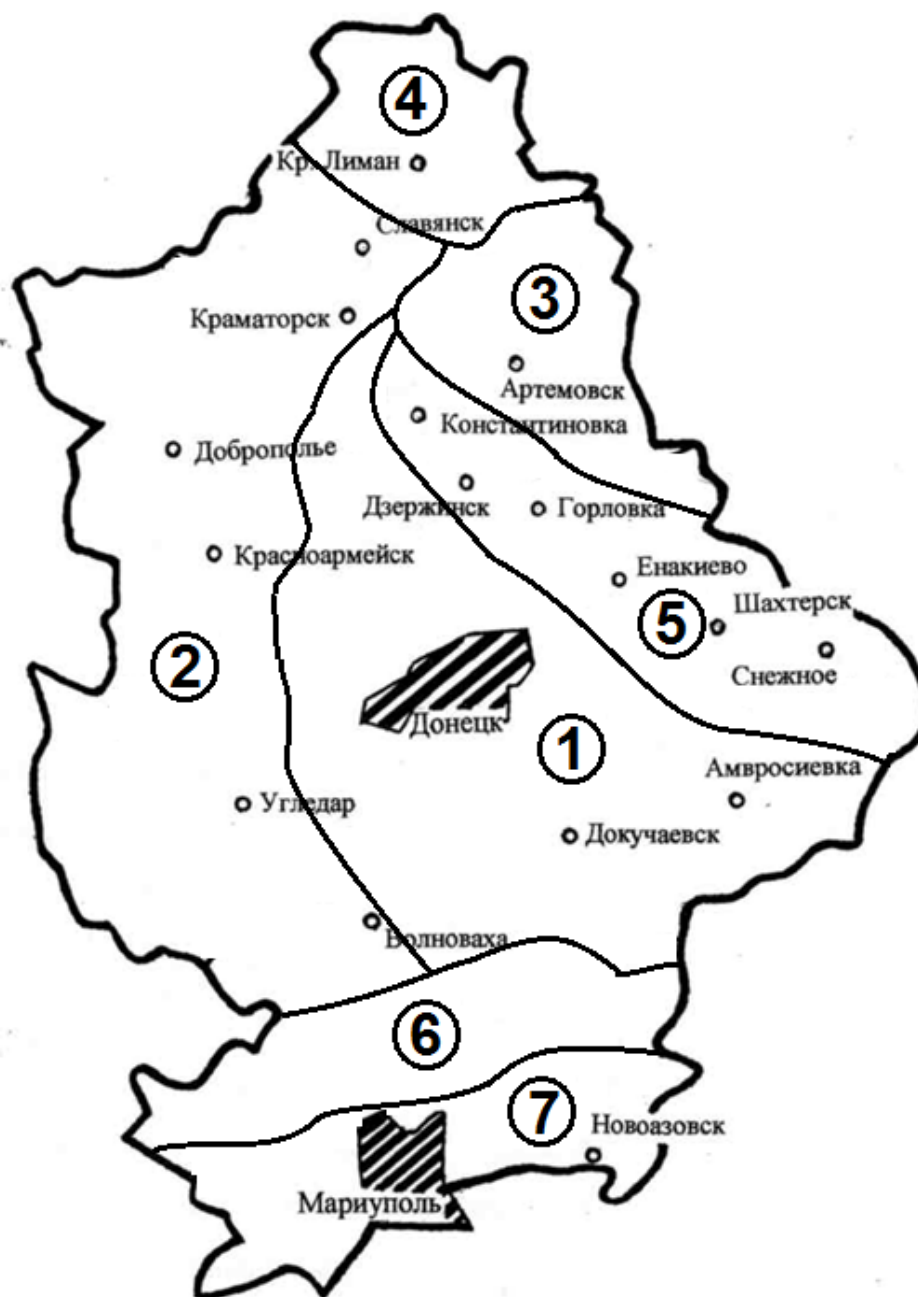 4
Кр. Лиман
Славянск
3
Краматорск
Артемовск
Константиновка
Доброполье
Дзержинск
Горловка
Красноармейск
Енакиево
Шахтерск
5
2
Снежное
Донецк
1
Амвросиевка
Угледар
Докучаевск
Волноваха
6
7
Новоазовск
Мариуполь